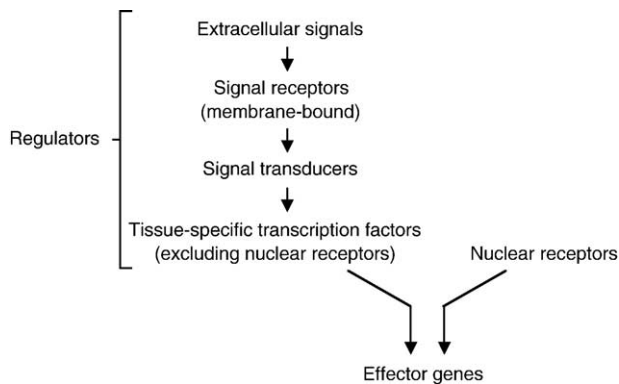 Extracellular signals
Signal receptors
(membrane-bound)
Regulators
Signal transducers
Tissue-specific transcription factors
(excluding nuclear receptors)
Nuclear receptors
Effector genes